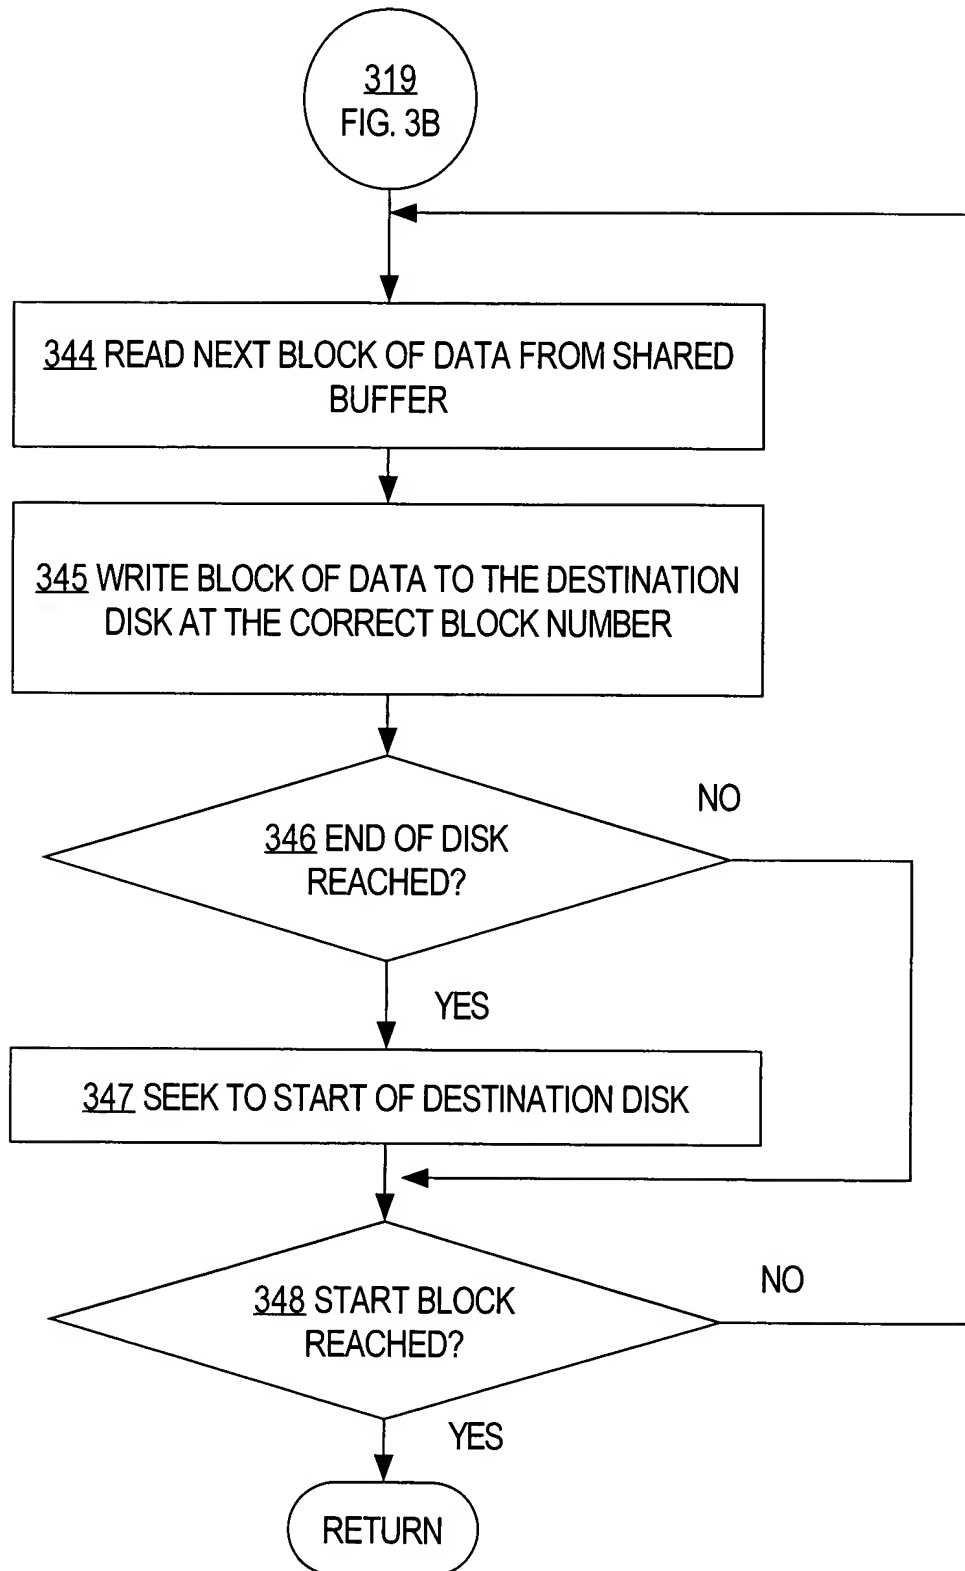 319
FIG. 3B
344 READ NEXT BLOCK OF DATA FROM SHARED
BUFFER
345 WRITE BLOCK OF DATA TO THE DESTINATION
DISK AT THE CORRECT BLOCK NUMBER
NO
346 END OF DISK
REACHED?
YES
347 SEEK TO START OF DESTINATION DISK
NO
348 START BLOCK
REACHED?
YES
RETURN